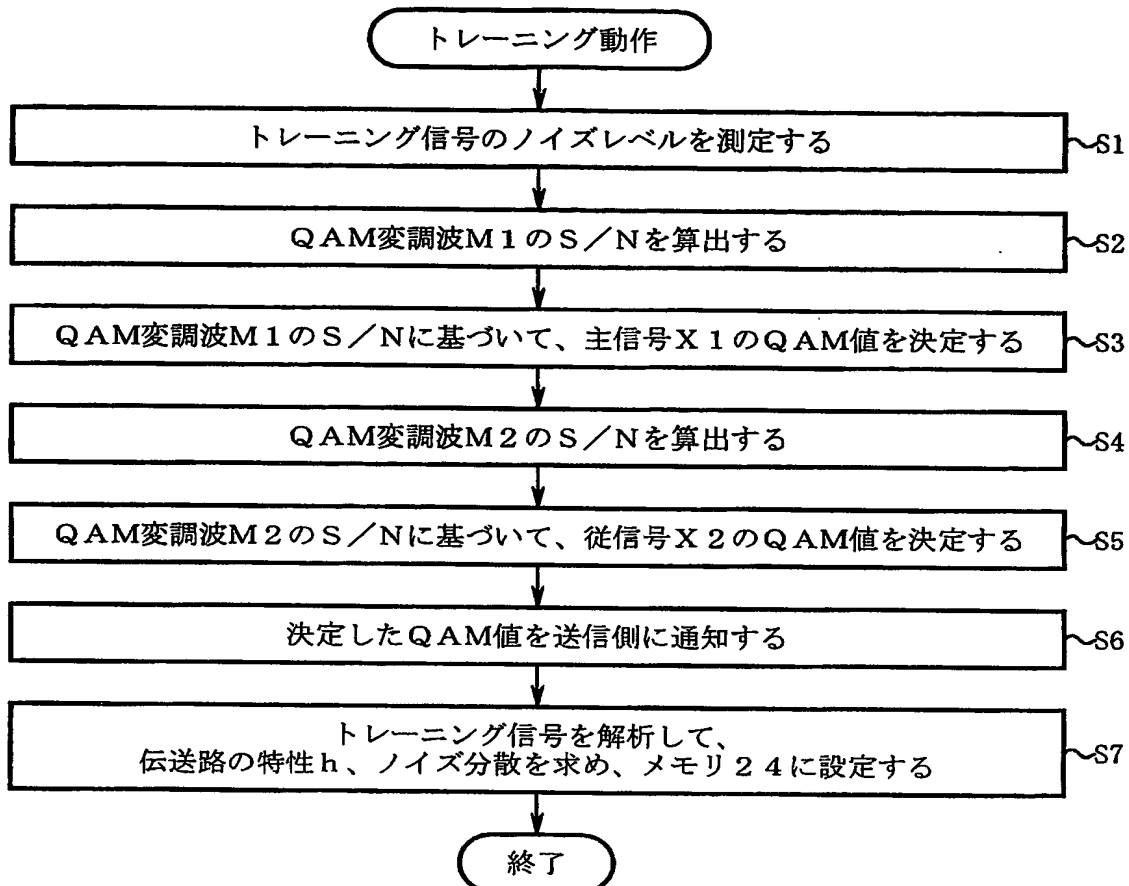 トレーニング動作
トレーニング信号のノイズレベルを測定する
S1
QAM変調波M1のS/Nを算出する
S2
QAM変調波M1のS/Nに基づいて、主信号X1のQAM値を決定する
S3
QAM変調波M2のS/Nを算出する
S4
QAM変調波M2のS/Nに基づいて、従信号X2のQAM値を決定する
S5
決定したQAM値を送信側に通知する
S6
トレーニング信号を解析して、
伝送路の特性h、ノイズ分散を求め、メモリ24に設定する
S7
終了